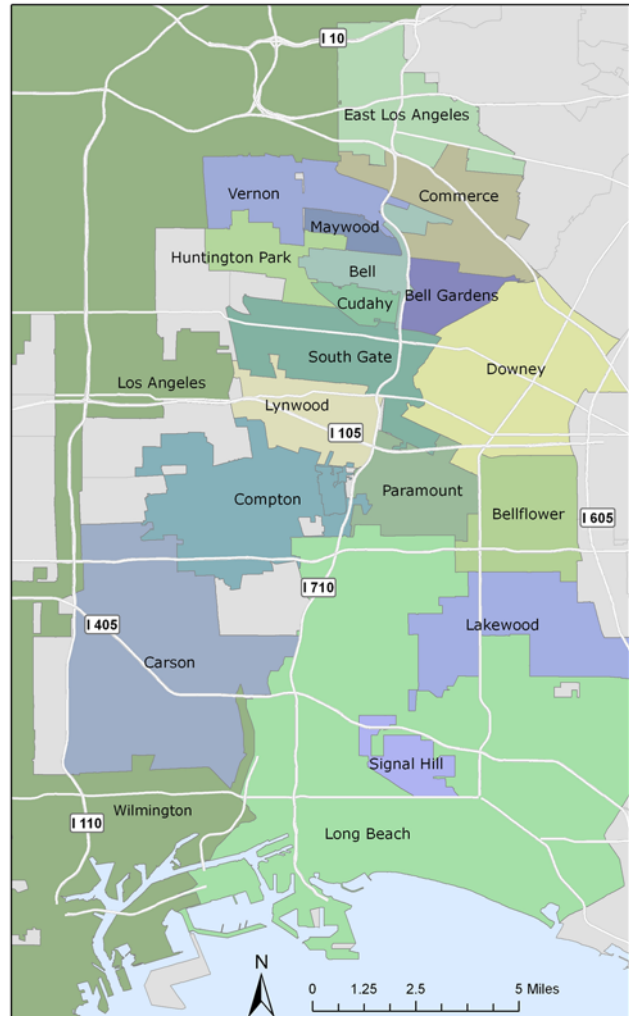 I 10
East Los Angeles
Vernon
Commerce
Maywood
Huntington Park
Bell
Bell Gardens
Cudahy
South Gate
Downey
Los Angeles
Lynwood
I 105
Compton
Paramount
Bellflower
I 605
I 710
I 405
Lakewood
Carson
Signal Hill
Wilmington
I 110
Long Beach
N
0 1.25 2.5 5 Miles